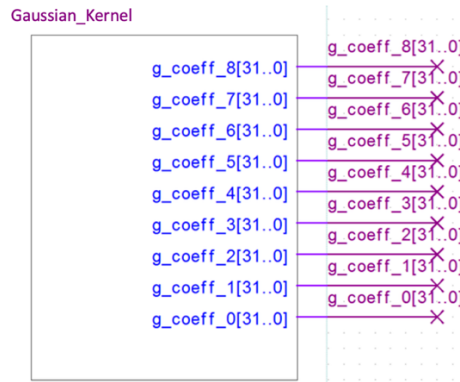 Gaussian_Kernel
g_coeff_8[31..0]
g_coeff_7[31..0]
g_coeff_6[31..0]
g_coeff_5[31..0]
g_coeff_4[31..0]
g_coeff_3[31..0]
g_coeff_2[31..0]
g_coeff_1[31..0]
g_coeff_0[31..0]
g_coeff_8[31..0]
g_coeff_7[31..0]
g_coeff_6[31..0]
g_coeff_5[31..0]
g_coeff_4[31..0]
g_coeff_3[31..0]
g_coeff_2[31..0]
g_coeff_1[31..0]
g_coeff_0[31..0]